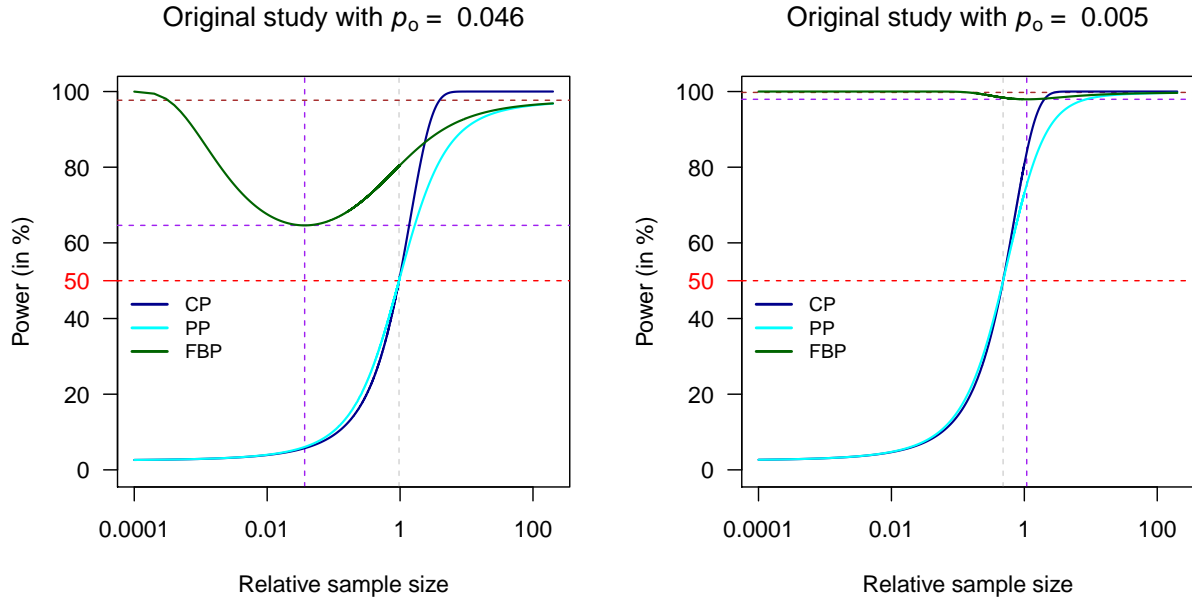 Original study with pₒ = 0.046
Power (in %)
100
80
60
50
40
20
0
CP
PP
FBP
0.0001
0.01
1
100
Relative sample size
Original study with pₒ = 0.005
Power (in %)
100
80
60
50
40
20
0
CP
PP
FBP
0.0001
0.01
1
100
Relative sample size